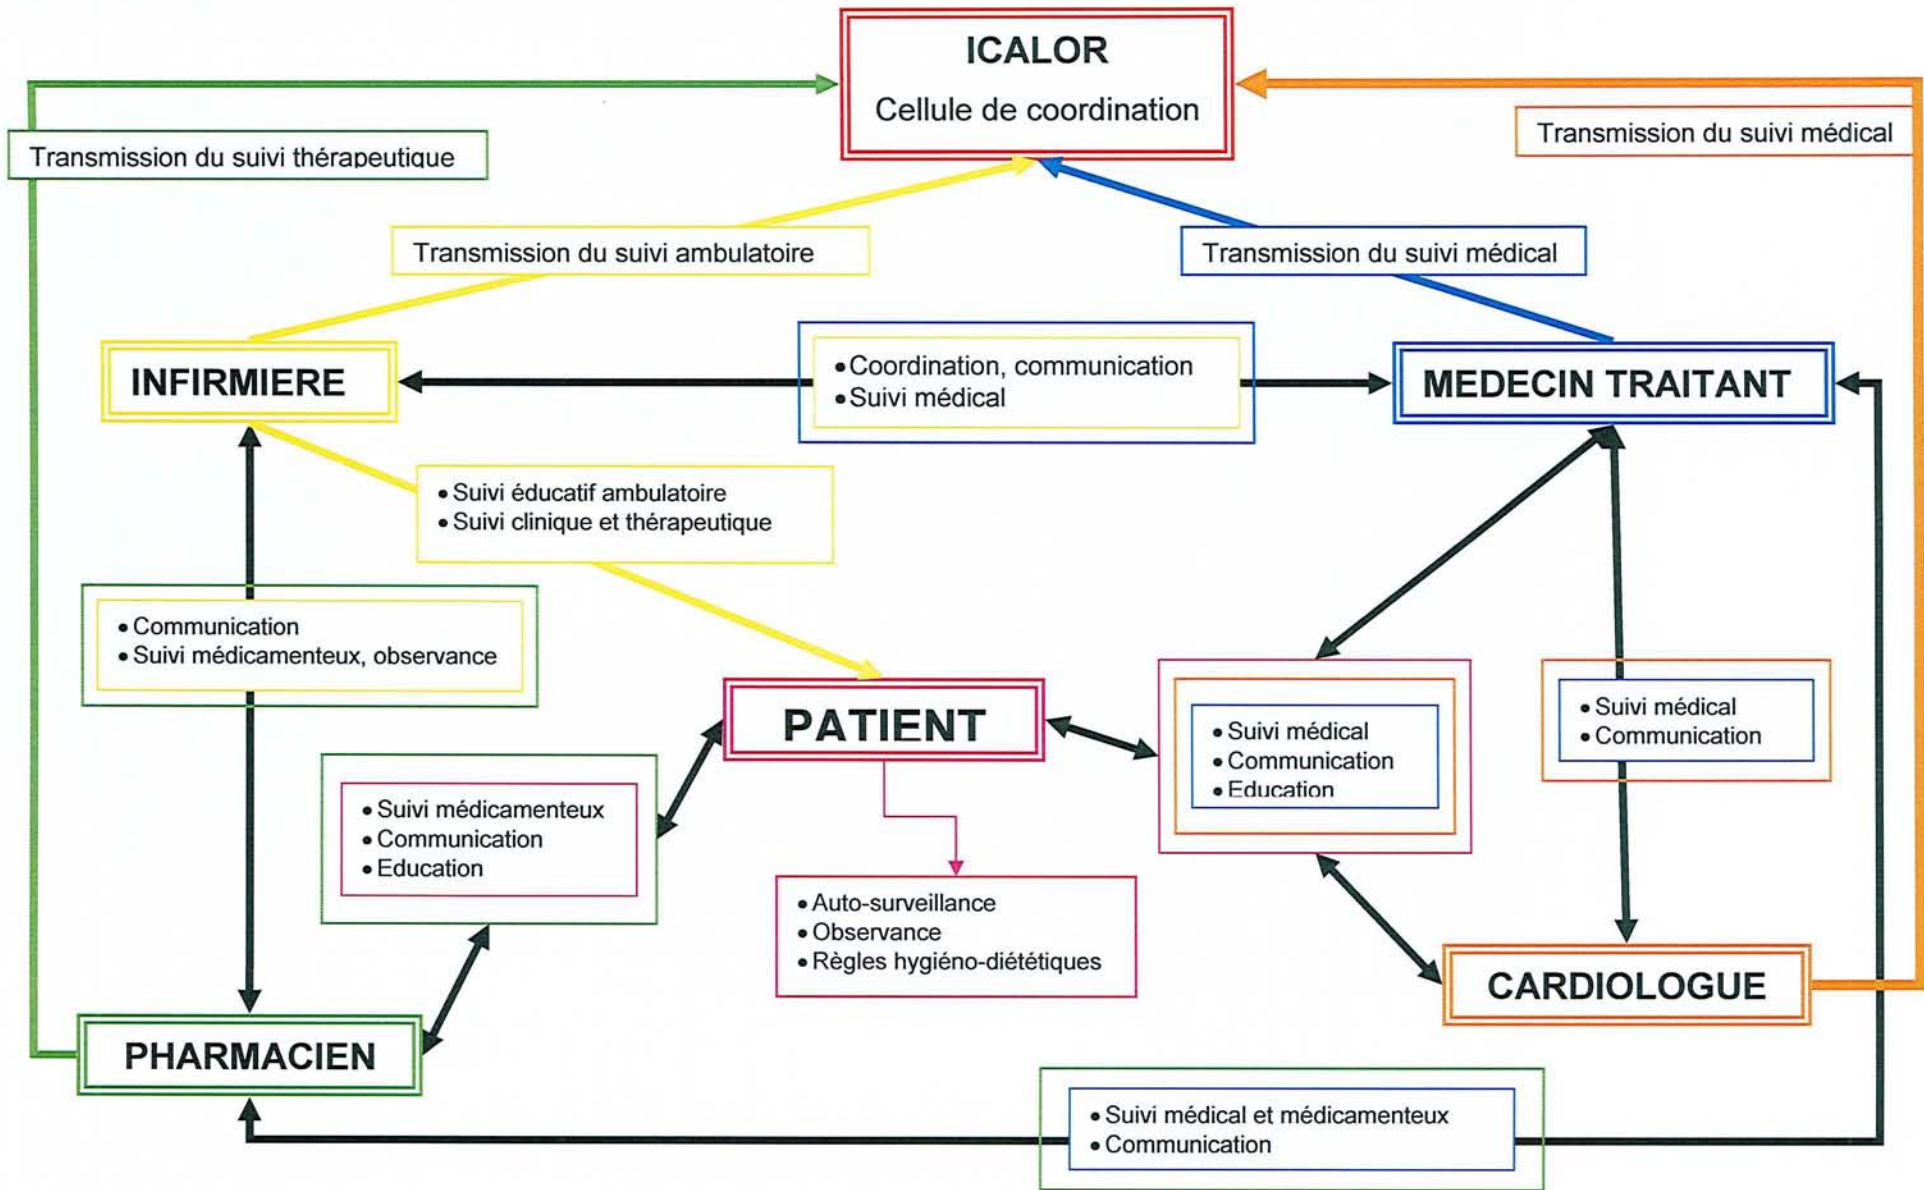 ICALOR
Cellule de coordination
Transmission du suivi thérapeutique
Transmission du suivi médical
Transmission du suivi ambulatoire
Transmission du suivi médical
INFIRMIERE
• Coordination, communication
• Suivi médical
MEDECIN TRAITANT
• Suivi éducatif ambulatoire
• Suivi clinique et thérapeutique
• Communication
• Suivi médicamenteux, observance
PATIENT
• Suivi médical
• Communication
• Education
• Suivi médical
• Communication
• Suivi médicamenteux
• Communication
• Education
• Auto-surveillance
• Observance
• Règles hygiéno-diététiques
CARDIOLOGUE
PHARMACIEN
• Suivi médical et médicamenteux
• Communication